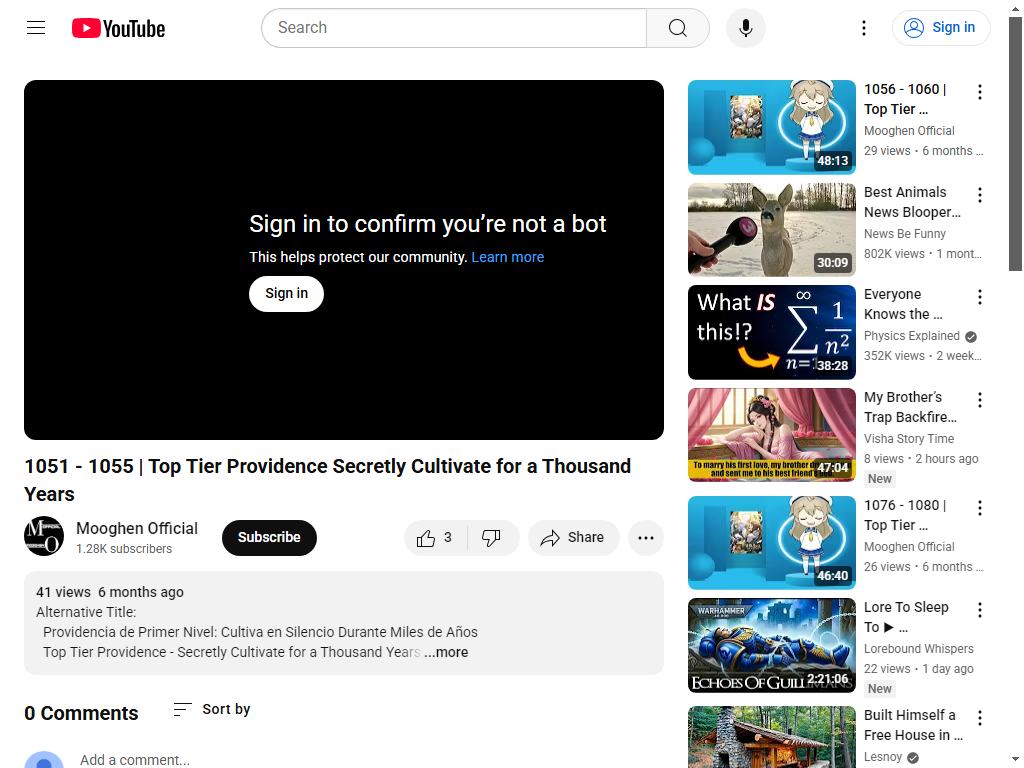 YouTube
Search
Sign in
Sign in to confirm you’re not a bot
This helps protect our community. Learn more
Sign in
1051 - 1055 | Top Tier Providence Secretly Cultivate for a Thousand
Years
Mooghen Official
1.28K subscribers
Subscribe
3
Share
41 views 6 months ago
Alternative Title:
Providencia de Primer Nivel: Cultiva en Silencio Durante Miles de Años
Top Tier Providence - Secretly Cultivate for a Thousand Years ...more
0 Comments
Sort by
Add a comment...
48:13
1056 - 1060 |
Top Tier ...
Mooghen Official
29 views • 6 months ...
30:09
Best Animals
News Blooper...
News Be Funny
802K views • 1 mont...
What IS
this!?
∞
∑ 1/n²
n=1
38:28
Everyone
Knows the ...
Physics Explained
352K views • 2 week...
To marry his first love, my brother
and sent me to his best friend's
47:04
My Brother's
Trap Backfire...
Visha Story Time
8 views • 2 hours ago
New
46:40
1076 - 1080 |
Top Tier ...
Mooghen Official
26 views • 6 months ...
WARHAMMER
ECHOES OF GUILLIMANS
2:21:06
Lore To Sleep
To ▶ ...
Lorebound Whispers
22 views • 1 day ago
New
Built Himself a
Free House in ...
Lesnoy